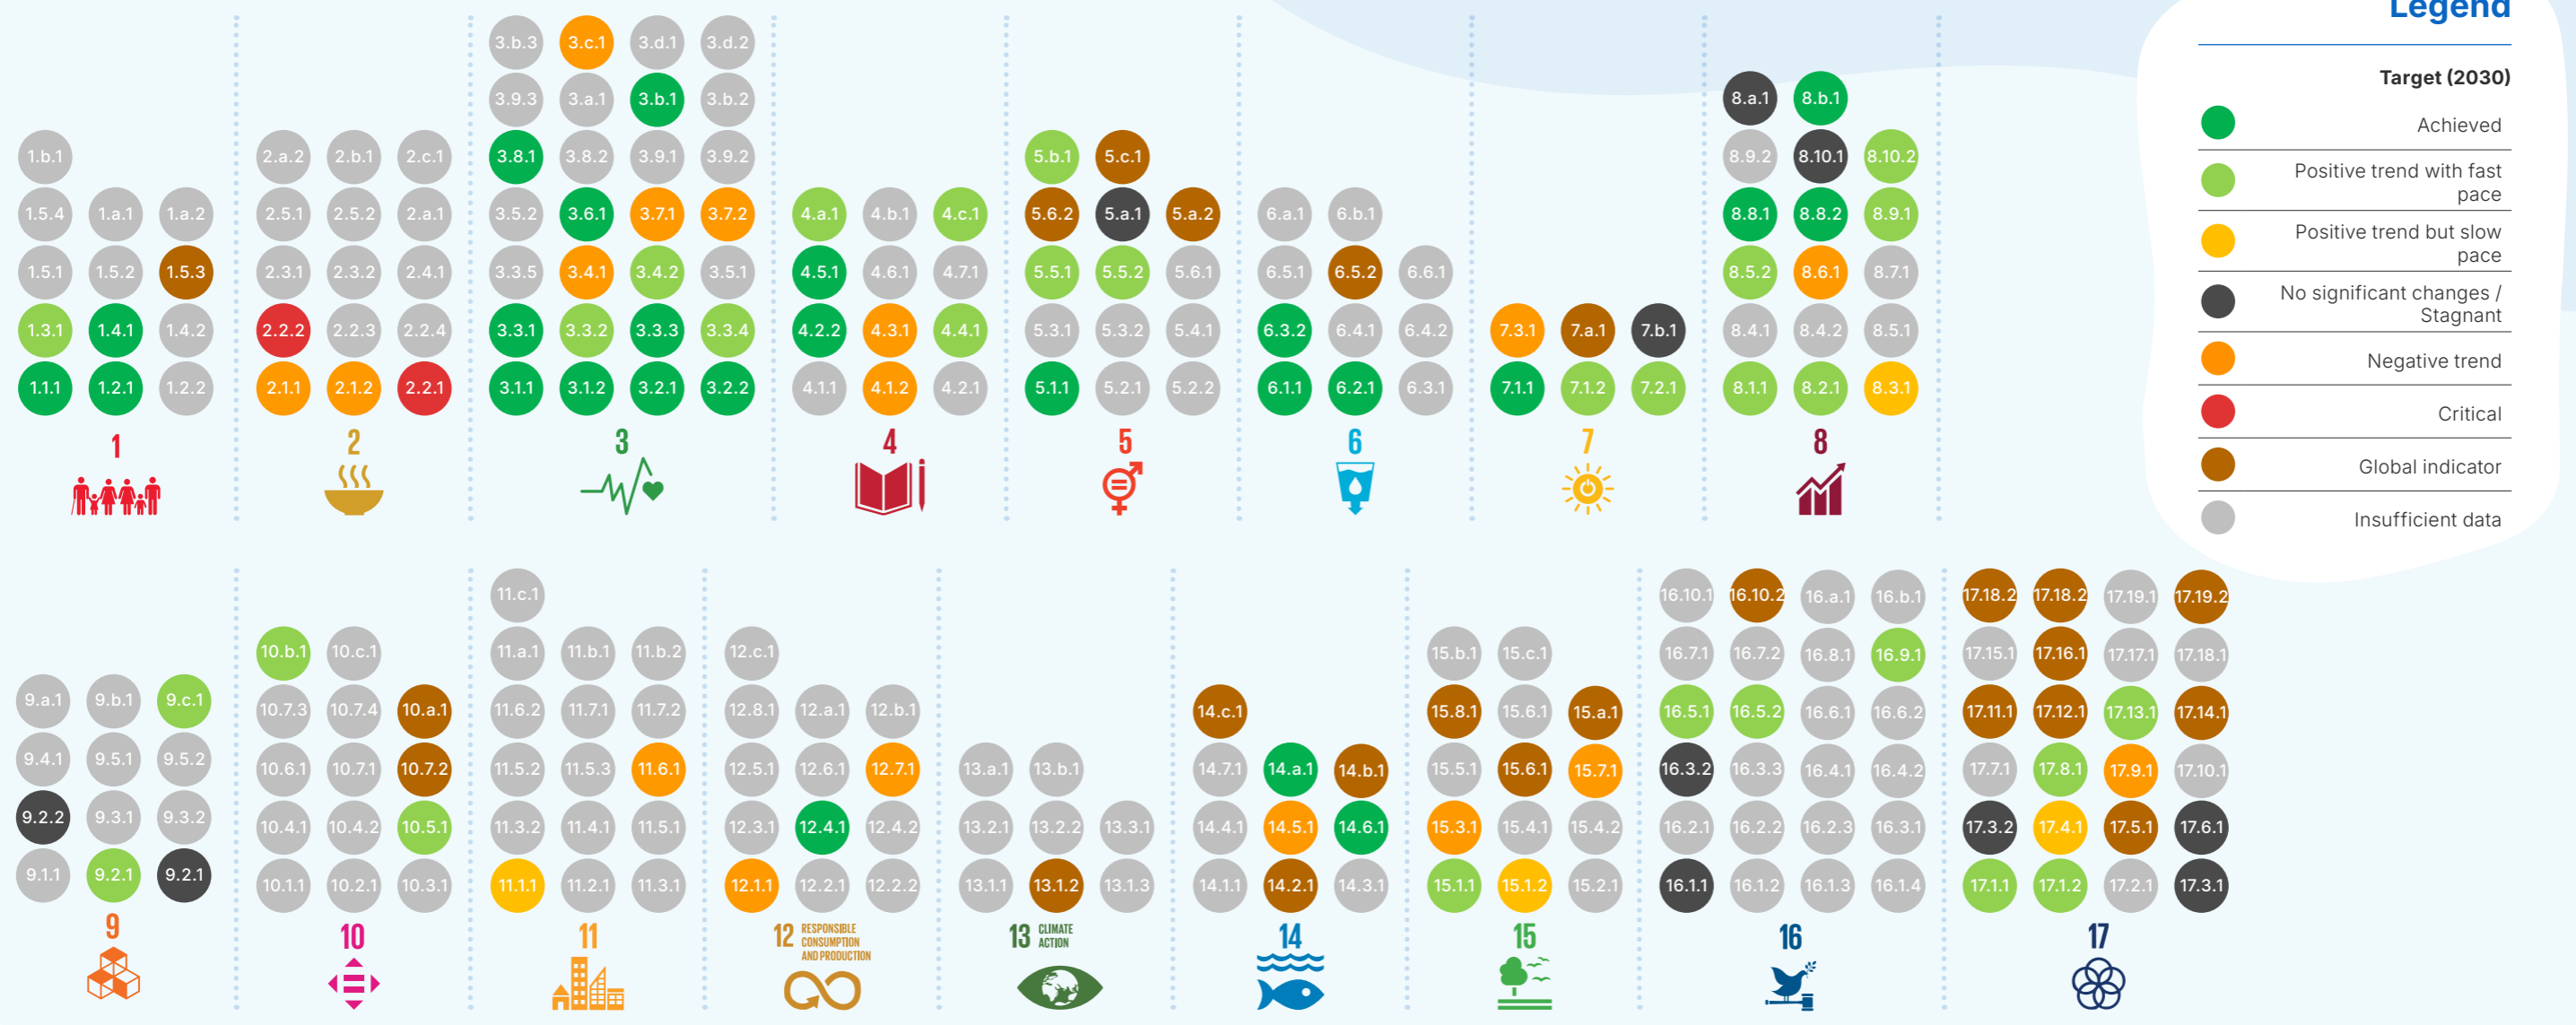 Legend
Target (2030)
Achieved
Positive trend with fast
pace
Positive trend but slow
pace
No significant changes /
Stagnant
Negative trend
Critical
Global indicator
Insufficient data
1.b.1
1.5.4 1.a.1 1.a.2
1.5.1 1.5.2 1.5.3
1.3.1 1.4.1 1.4.2
1.1.1 1.2.1 1.2.2
1
2.a.2 2.b.1 2.c.1
2.5.1 2.5.2 2.a.1
2.3.1 2.3.2 2.4.1
2.2.2 2.2.3 2.2.4
2.1.1 2.1.2 2.2.1
2
3.b.3 3.c.1 3.d.1 3.d.2
3.9.3 3.a.1 3.b.1 3.b.2
3.8.1 3.8.2 3.9.1 3.9.2
3.5.2 3.6.1 3.7.1 3.7.2
3.3.5 3.4.1 3.4.2 3.5.1
3.3.1 3.3.2 3.3.3 3.3.4
3.1.1 3.1.2 3.2.1 3.2.2
3
4.a.1 4.b.1 4.c.1
4.5.1 4.6.1 4.7.1
4.2.2 4.3.1 4.4.1
4.1.1 4.1.2 4.2.1
4
5.b.1 5.c.1
5.6.2 5.a.1 5.a.2
5.5.1 5.5.2 5.6.1
5.3.1 5.3.2 5.4.1
5.1.1 5.2.1 5.2.2
5
6.a.1 6.b.1
6.5.1 6.5.2 6.6.1
6.3.2 6.4.1 6.4.2
6.1.1 6.2.1 6.3.1
6
7.3.1 7.a.1 7.b.1
7.1.1 7.1.2 7.2.1
7
8.a.1 8.b.1
8.9.2 8.10.1 8.10.2
8.8.1 8.8.2 8.9.1
8.5.2 8.6.1 8.7.1
8.4.1 8.4.2 8.5.1
8.1.1 8.2.1 8.3.1
8
9.a.1 9.b.1 9.c.1
9.4.1 9.5.1 9.5.2
9.2.2 9.3.1 9.3.2
9.1.1 9.2.1 9.2.1
9
10.b.1 10.c.1
10.7.3 10.7.4 10.a.1
10.6.1 10.7.1 10.7.2
10.4.1 10.4.2 10.5.1
10.1.1 10.2.1 10.3.1
10
11.c.1
11.a.1 11.b.1 11.b.2
11.6.2 11.7.1 11.7.2
11.5.2 11.5.3 11.6.1
11.3.2 11.4.1 11.5.1
11.1.1 11.2.1 11.3.1
11
12.c.1
12.8.1 12.a.1 12.b.1
12.5.1 12.6.1 12.7.1
12.3.1 12.4.1 12.4.2
12.1.1 12.2.1 12.2.2
12 RESPONSIBLE
CONSUMPTION
AND PRODUCTION
13.a.1 13.b.1
13.2.1 13.2.2 13.3.1
13.1.1 13.1.2 13.1.3
13 CLIMATE
ACTION
14.c.1
14.7.1 14.a.1 14.b.1
14.4.1 14.5.1 14.6.1
14.1.1 14.2.1 14.3.1
14
15.b.1 15.c.1
15.8.1 15.6.1 15.a.1
15.5.1 15.6.1 15.7.1
15.3.1 15.4.1 15.4.2
15.1.1 15.1.2 15.2.1
15
16.10.1 16.10.2 16.a.1 16.b.1
16.7.1 16.7.2 16.8.1 16.9.1
16.5.1 16.5.2 16.6.1 16.6.2
16.3.2 16.3.3 16.4.1 16.4.2
16.2.1 16.2.2 16.2.3 16.3.1
16.1.1 16.1.2 16.1.3 16.1.4
16
17.18.2 17.18.2 17.19.1 17.19.2
17.15.1 17.16.1 17.17.1 17.18.1
17.11.1 17.12.1 17.13.1 17.14.1
17.7.1 17.8.1 17.9.1 17.10.1
17.3.2 17.4.1 17.5.1 17.6.1
17.1.1 17.1.2 17.2.1 17.3.1
17